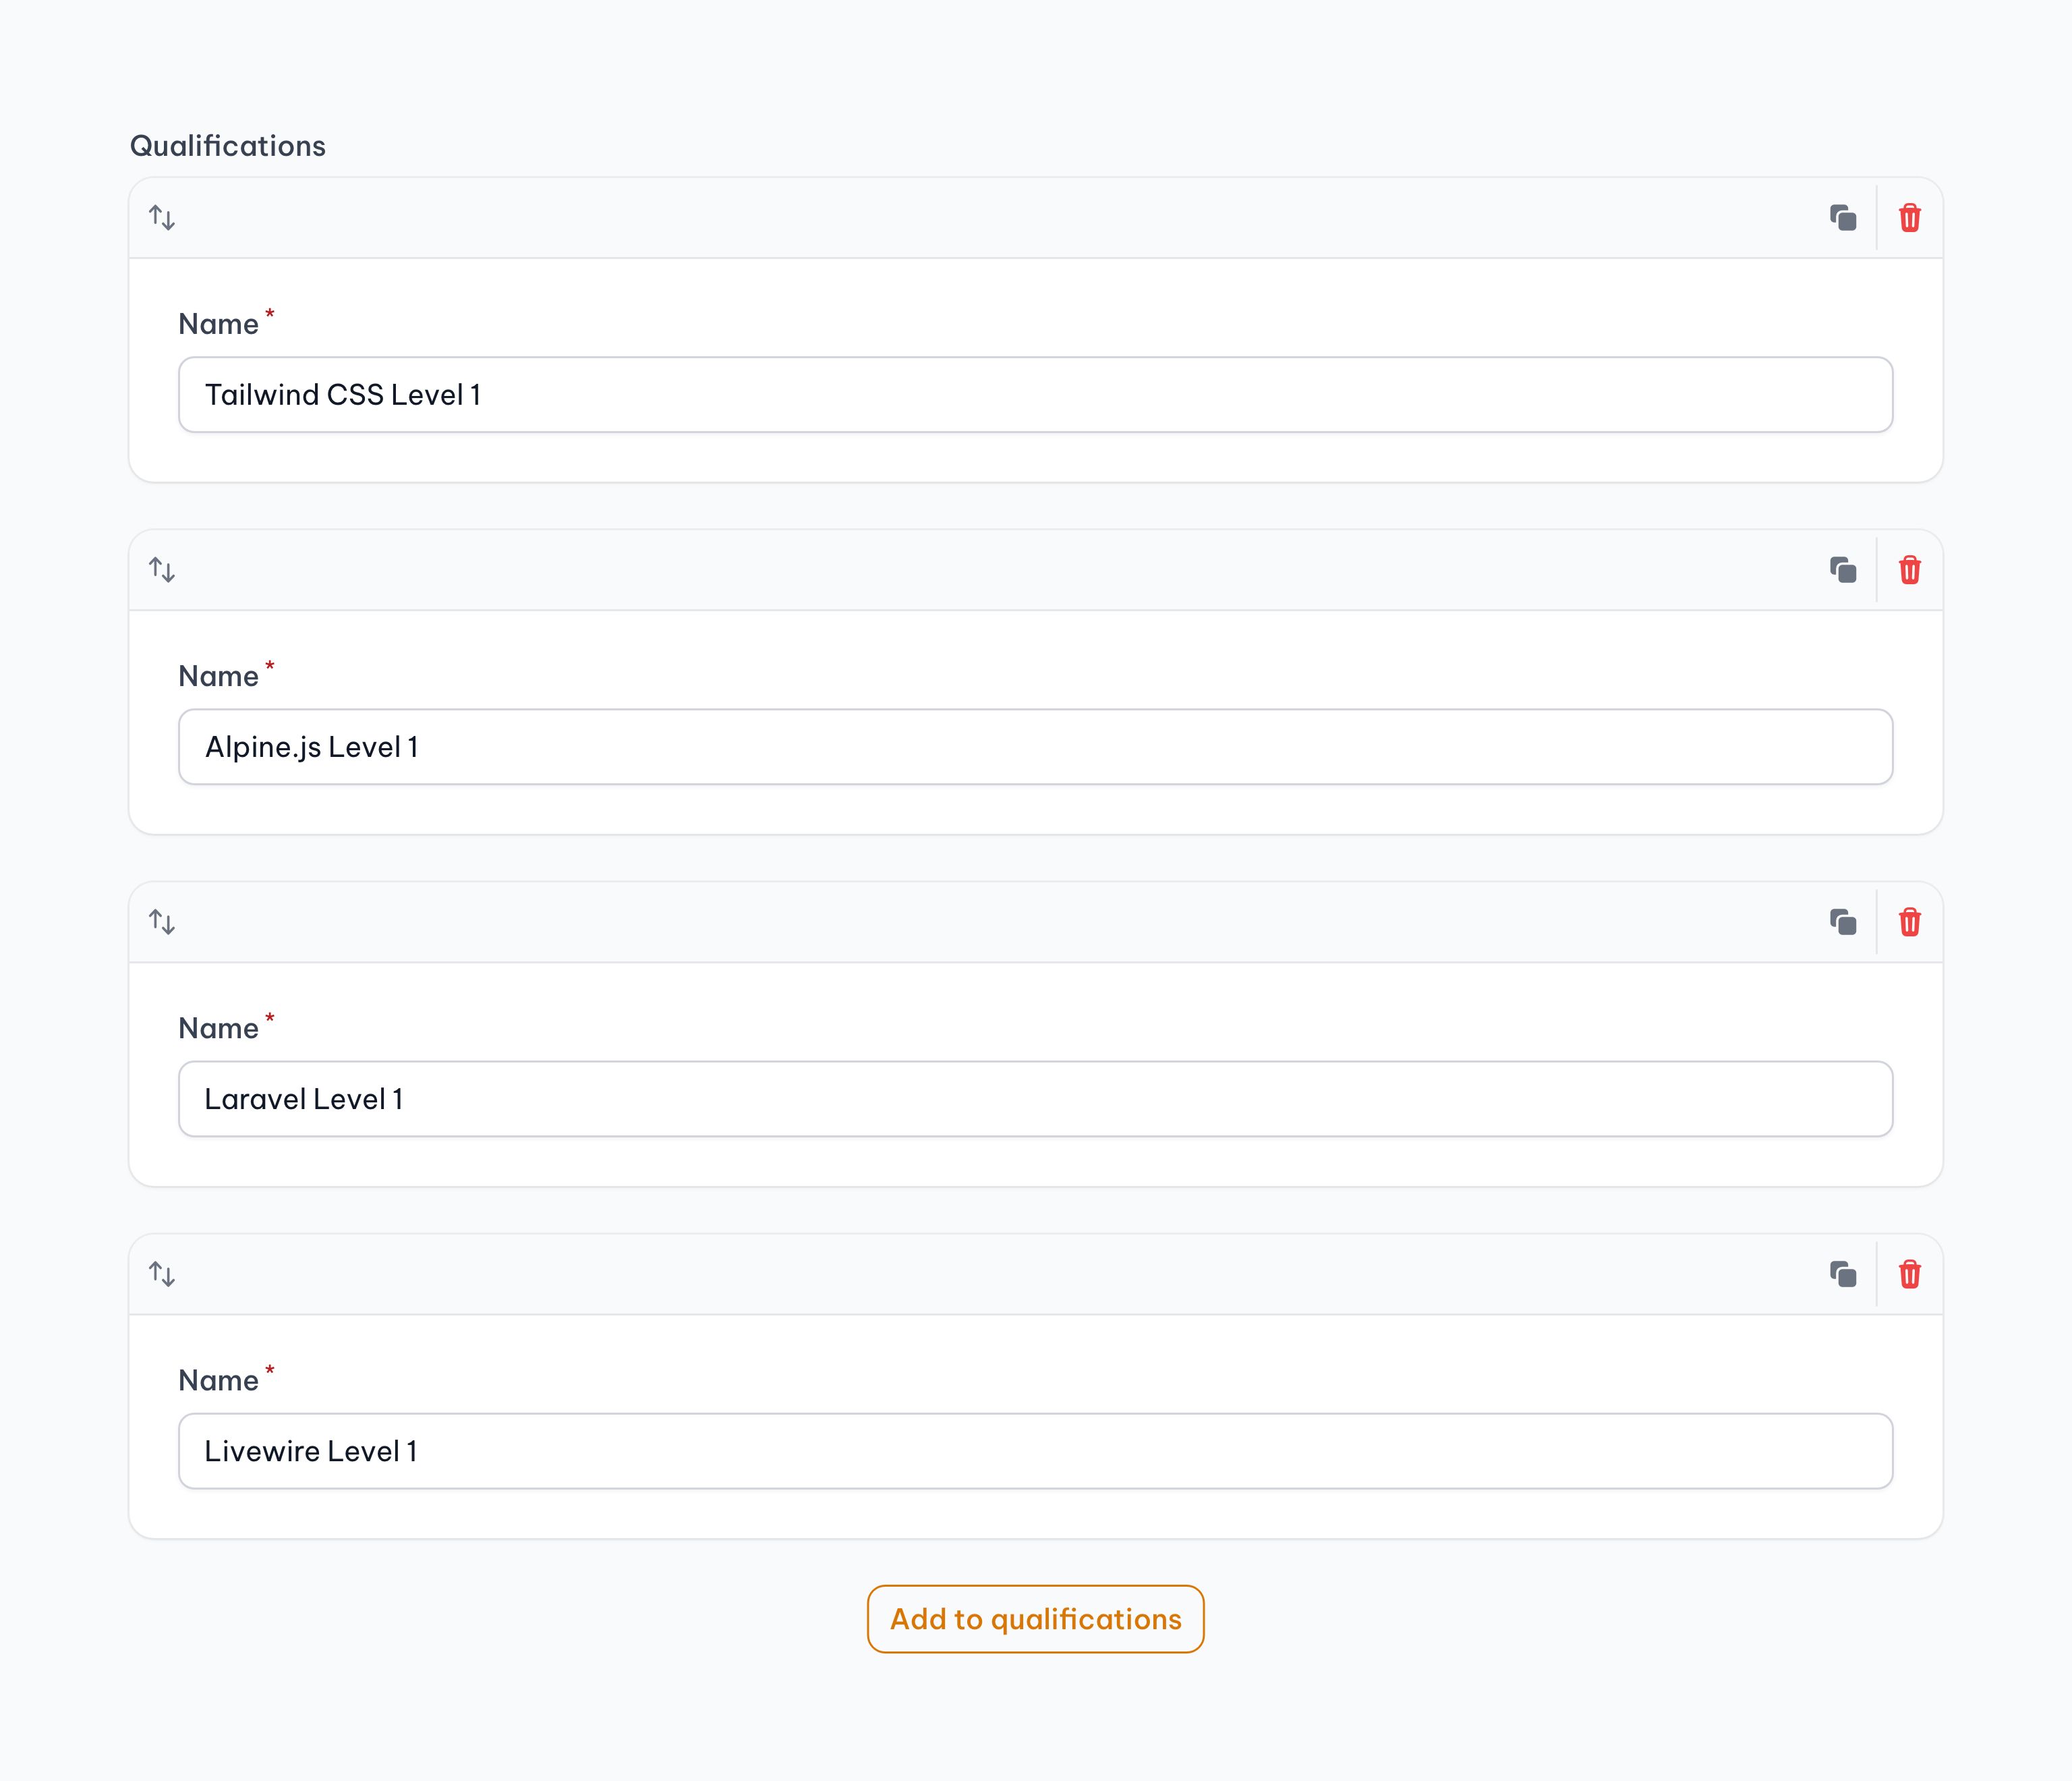 Qualifications
Name*
Tailwind CSS Level 1
Name*
Alpine.js Level 1
Name*
Laravel Level 1
Name*
Livewire Level 1
Add to qualifications